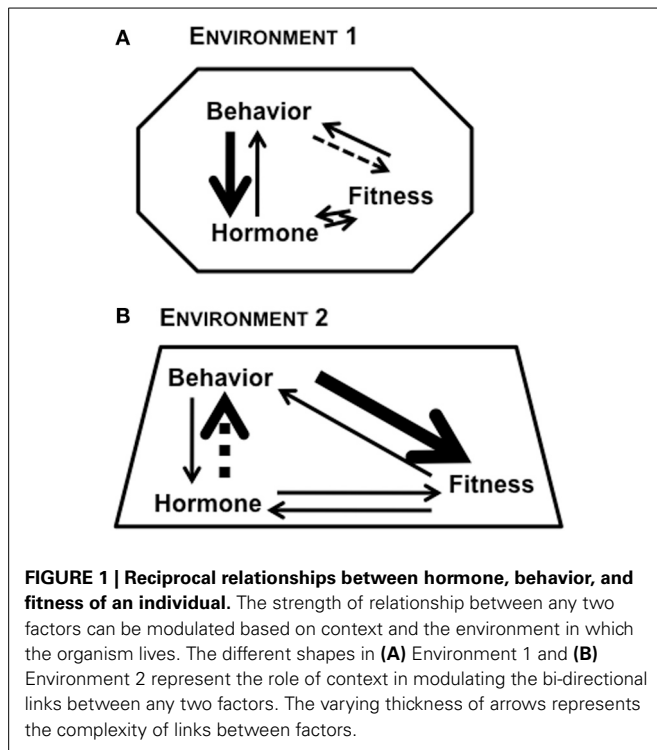 A ENVIRONMENT 1
Behavior
Fitness
Hormone
B ENVIRONMENT 2
Behavior
Fitness
Hormone
FIGURE 1 | Reciprocal relationships between hormone, behavior, and
fitness of an individual. The strength of relationship between any two
factors can be modulated based on context and the environment in which
the organism lives. The different shapes in (A) Environment 1 and (B)
Environment 2 represent the role of context in modulating the bi-directional
links between any two factors. The varying thickness of arrows represents
the complexity of links between factors.